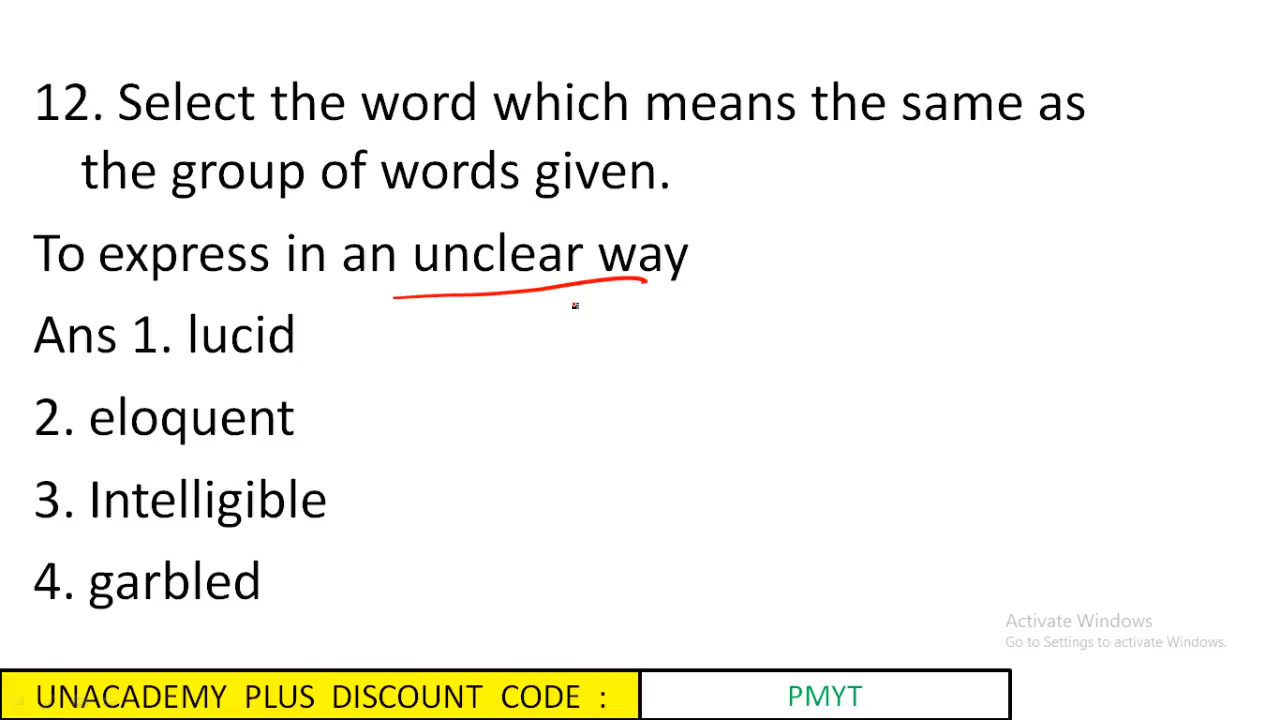 12. Select the word which means the same as
the group of words given.
To express in an unclear way
Ans 1. lucid
2. eloquent
3. Intelligible
4. garbled
Activate Windows
Go to Settings to activate Windows.
UNACADEMY PLUS DISCOUNT CODE : PMYT